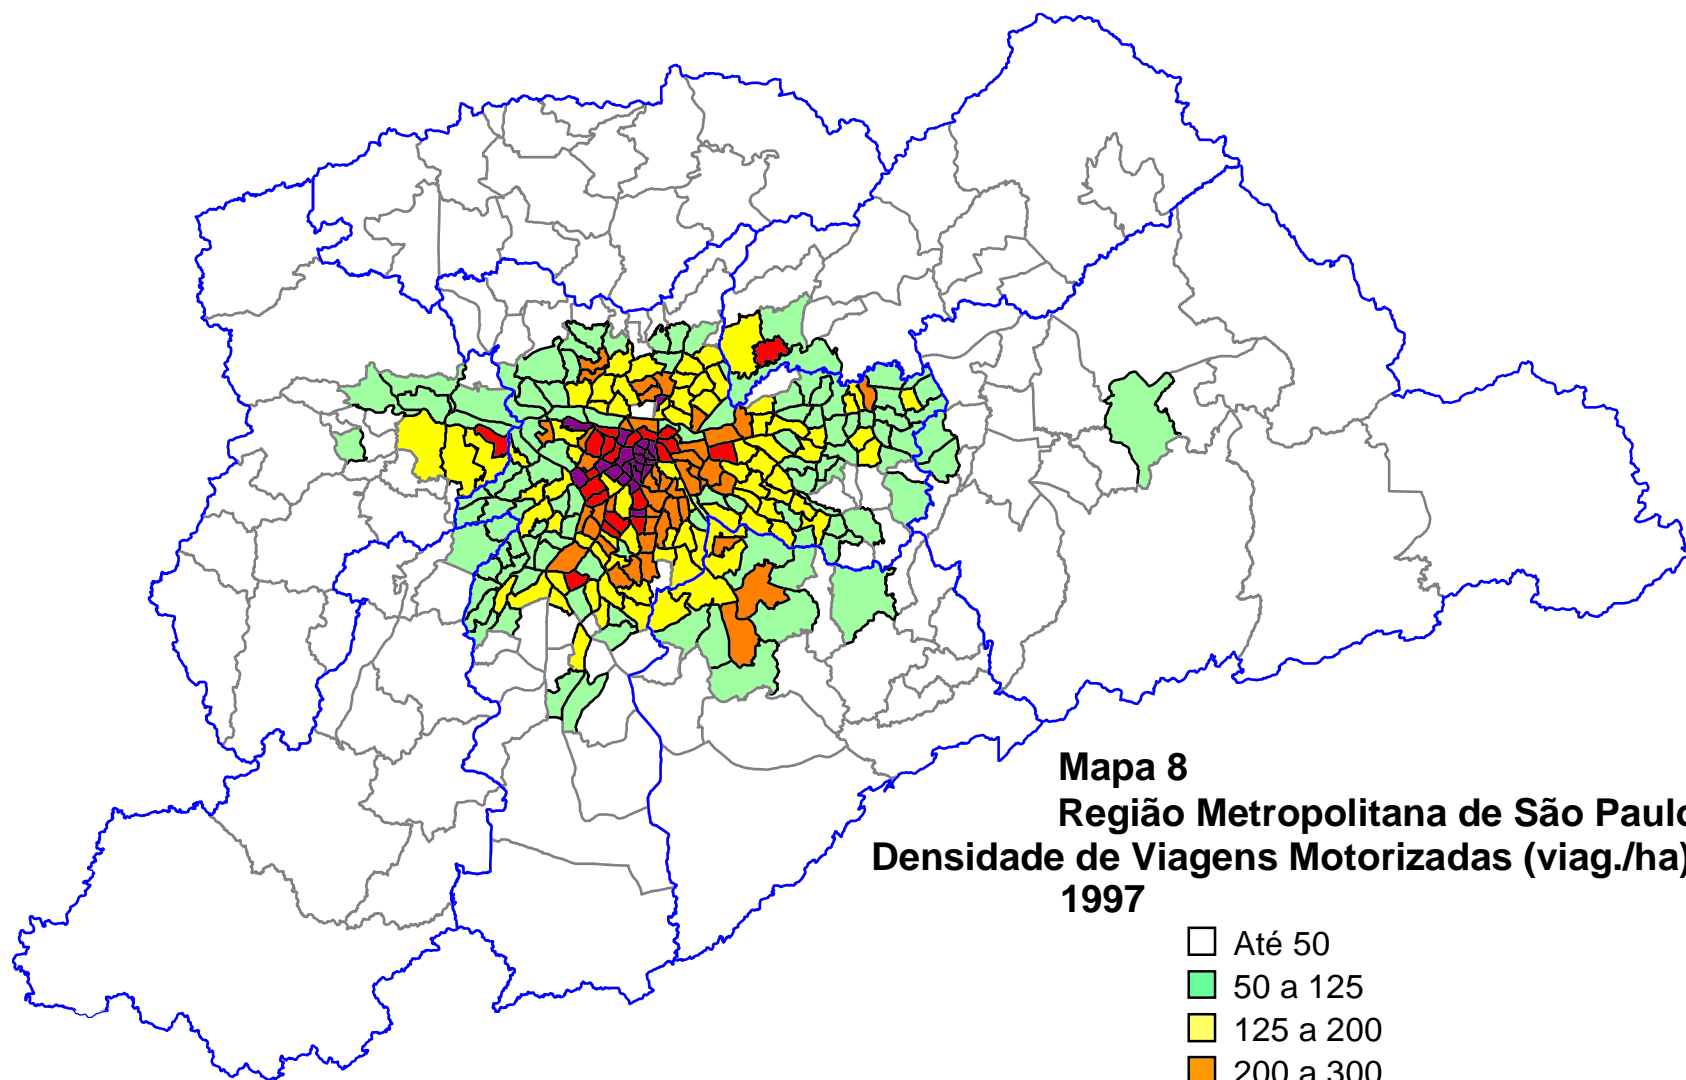 Mapa 8
Região Metropolitana de São Paulo
Densidade de Viagens Motorizadas (viag./ha)
1997
Até 50
50 a 125
125 a 200
200 a 300